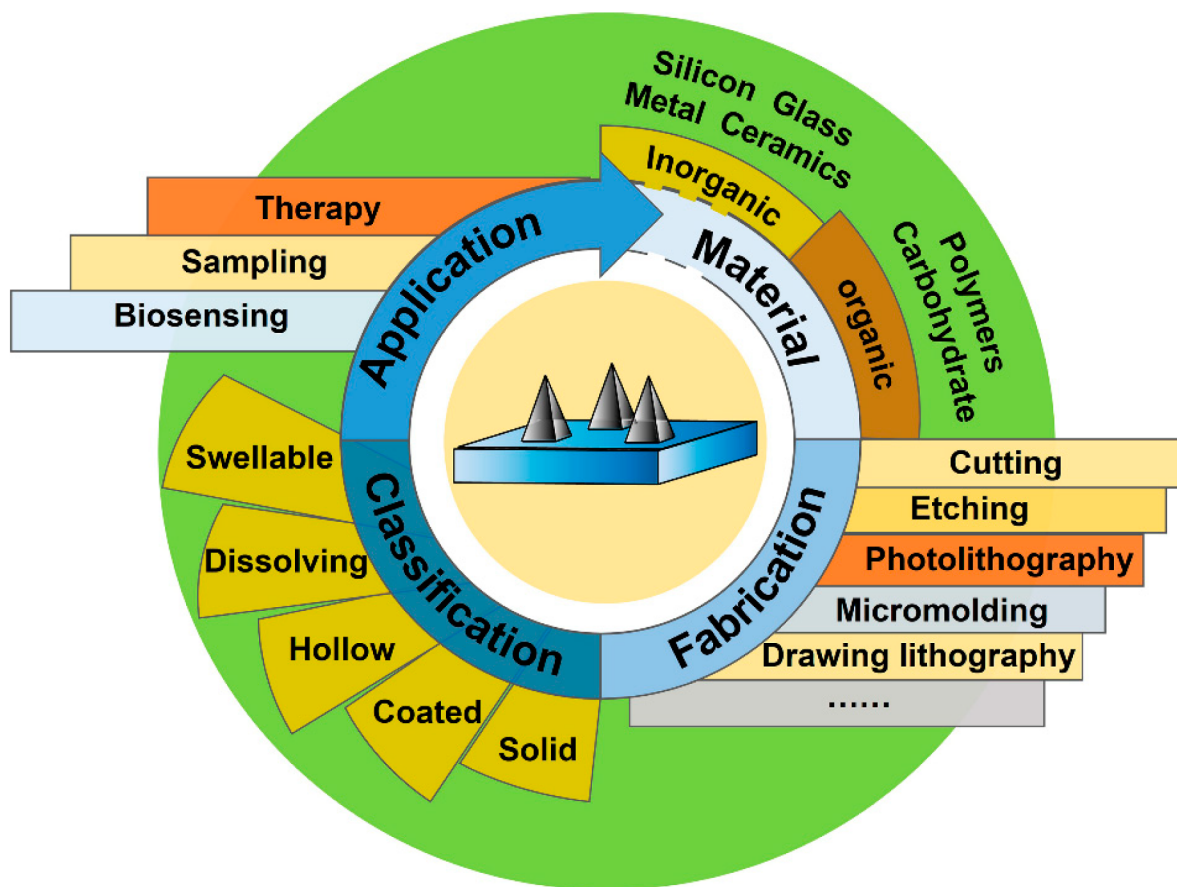 Silicon Glass
Metal Ceramics
Inorganic
Polymers
Carbohydrate
organic
Material
Therapy
Sampling
Biosensing
Application
Cutting
Etching
Photolithography
Micromolding
Drawing lithography
......
Fabrication
Swellable
Dissolving
Hollow
Coated
Solid
Classification